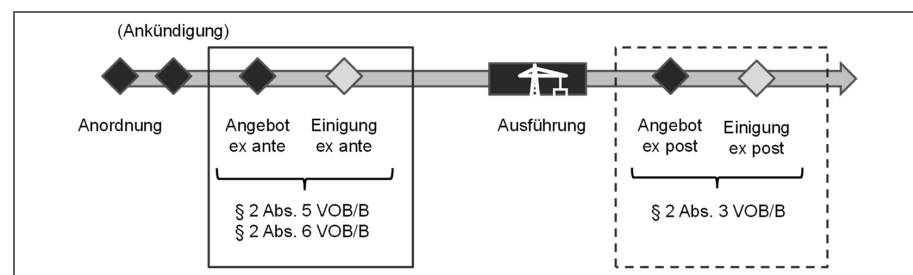 (Ankündigung)
Anordnung
Angebot
ex ante
Einigung
ex ante
§ 2 Abs. 5 VOB/B
§ 2 Abs. 6 VOB/B
Ausführung
Angebot
ex post
Einigung
ex post
§ 2 Abs. 3 VOB/B